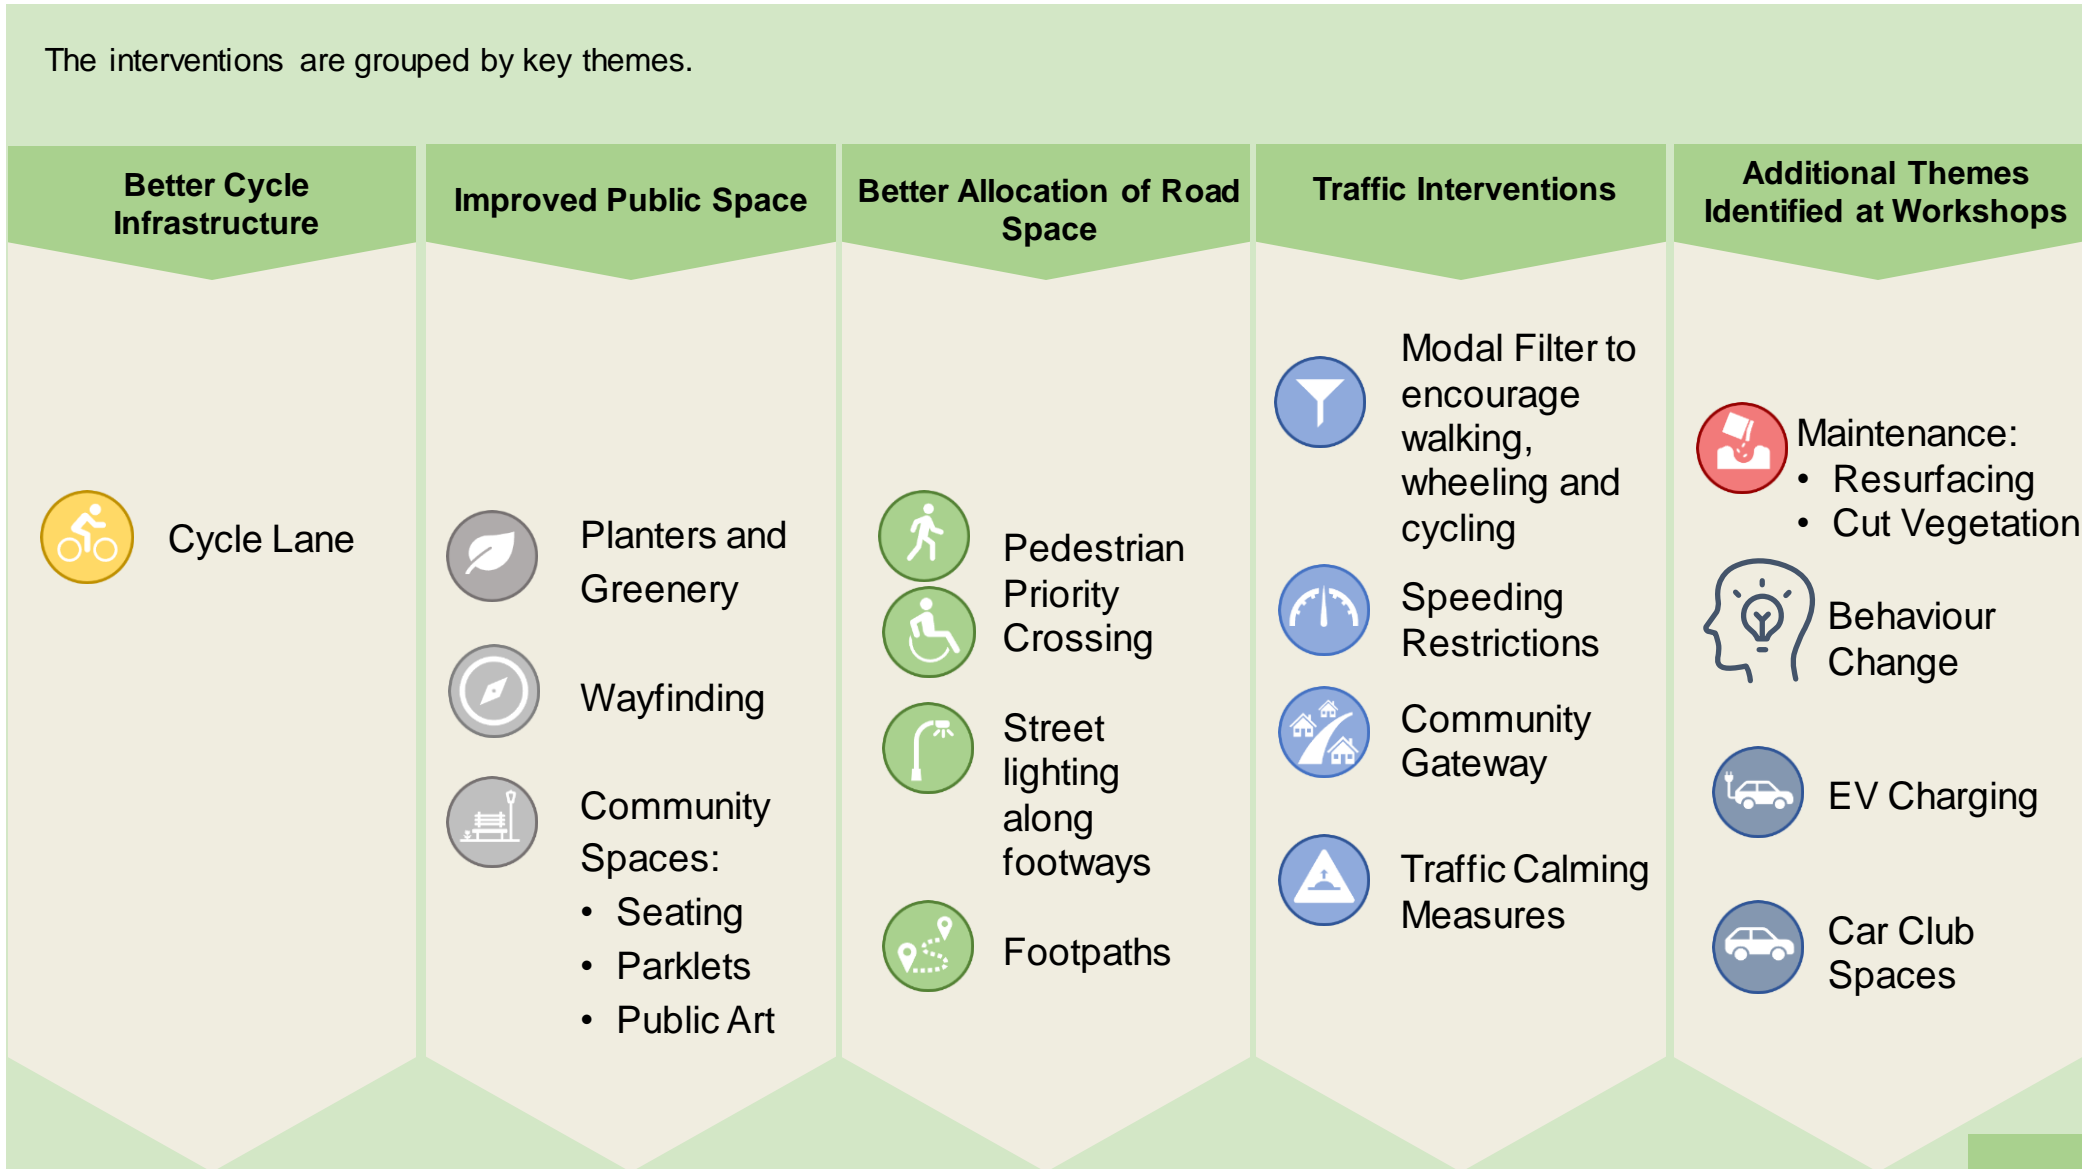 The interventions are grouped by key themes.
Better Cycle
Infrastructure
Cycle Lane
Improved Public Space
Planters and
Greenery
Wayfinding
Community
Spaces:
• Seating
• Parklets
• Public Art
Better Allocation of Road
Space
Pedestrian
Priority
Crossing
Street
lighting
along
footways
Footpaths
Traffic Interventions
Modal Filter to
encourage
walking,
wheeling and
cycling
Speeding
Restrictions
Community
Gateway
Traffic Calming
Measures
Additional Themes
Identified at Workshops
Maintenance:
• Resurfacing
• Cut Vegetation
Behaviour
Change
EV Charging
Car Club
Spaces